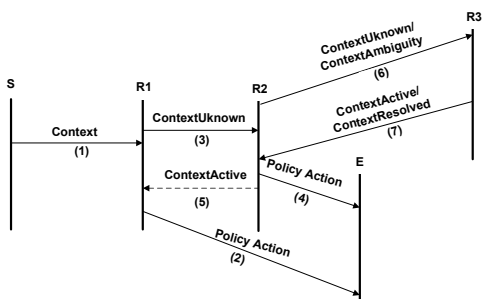 R3
ContextUknown/
ContextAmbiguity
(6)
S
R1
R2
ContextActive/
ContextResolved
(7)
Context
(1)
ContextUknown
(3)
E
Policy Action
(4)
ContextActive
(5)
Policy Action
(2)